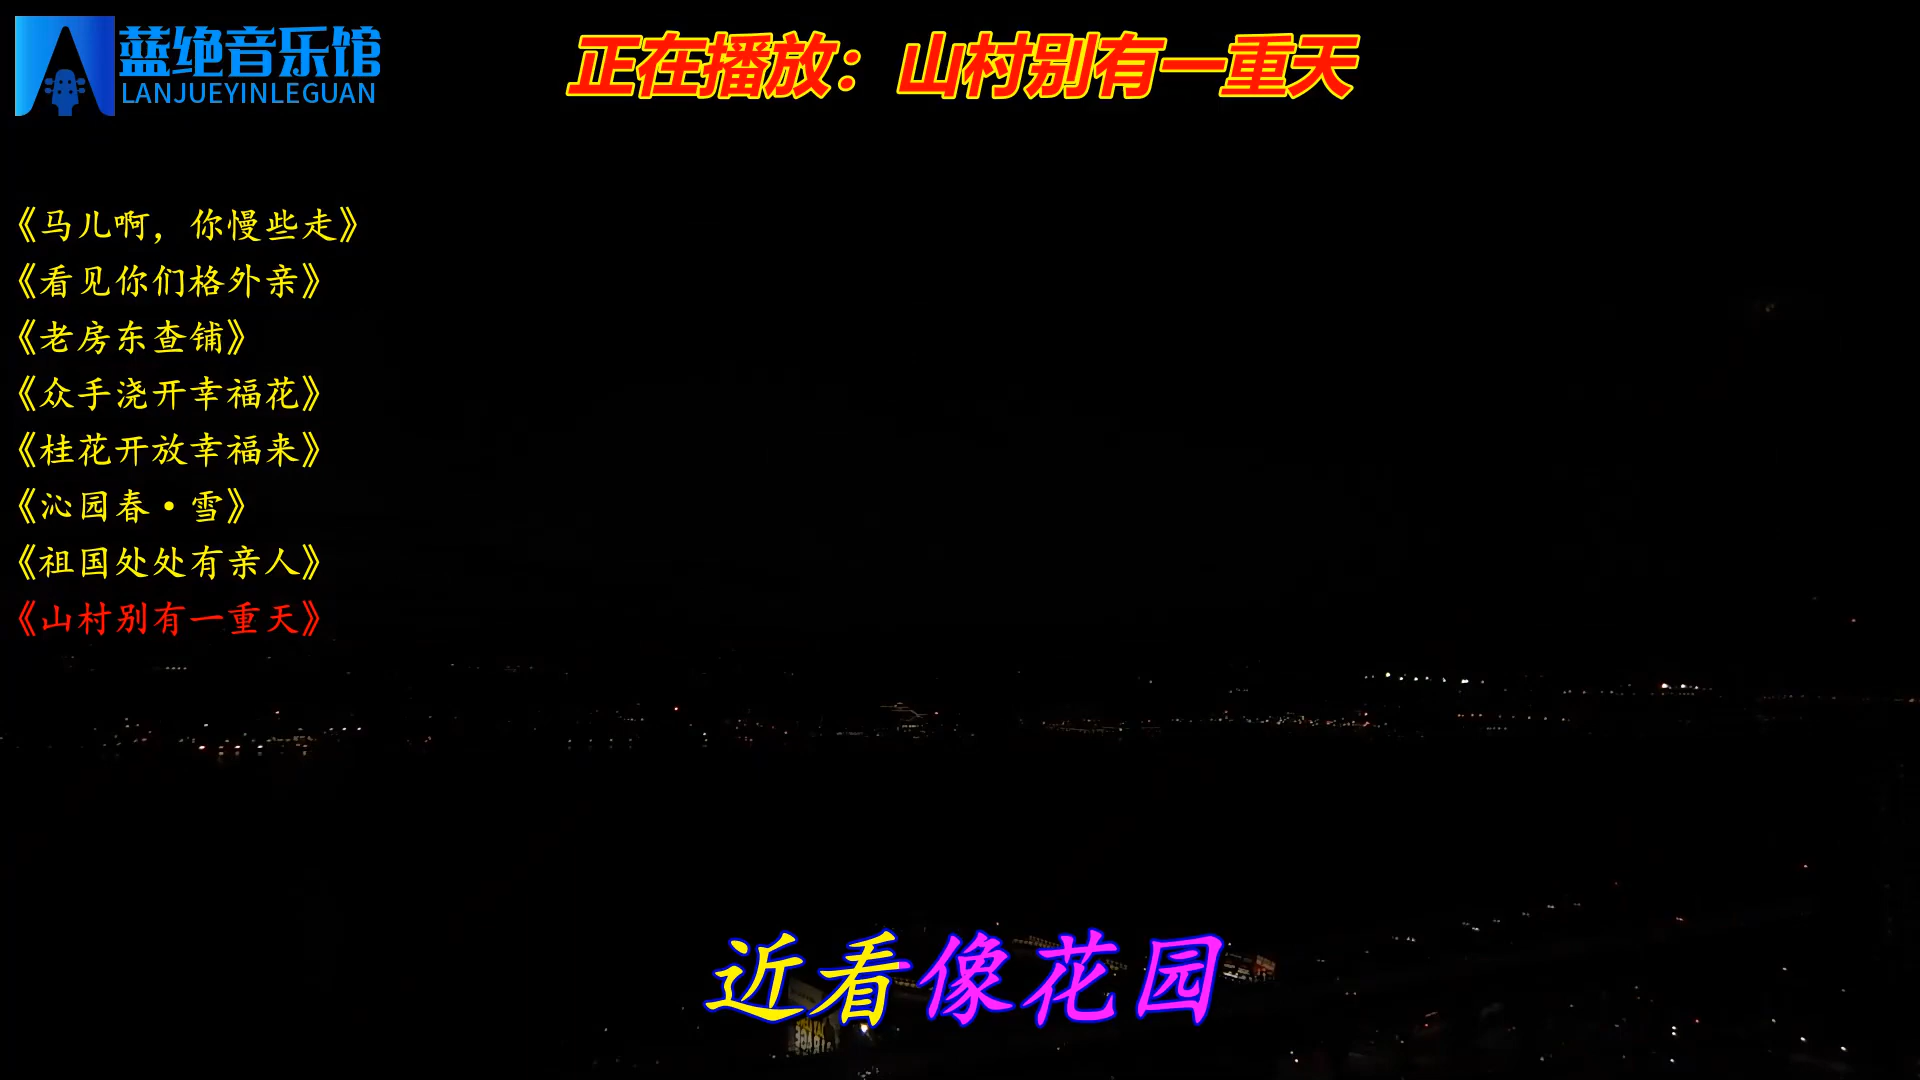 蓝绝音乐馆
LANJUEYINLEGUAN
正在播放：山村别有一重天
《马儿啊，你慢些走》
《看见你们格外亲》
《老房东查铺》
《众手浇开幸福花》
《桂花开放幸福来》
《沁园春·雪》
《祖国处处有亲人》
《山村别有一重天》
近看像花园